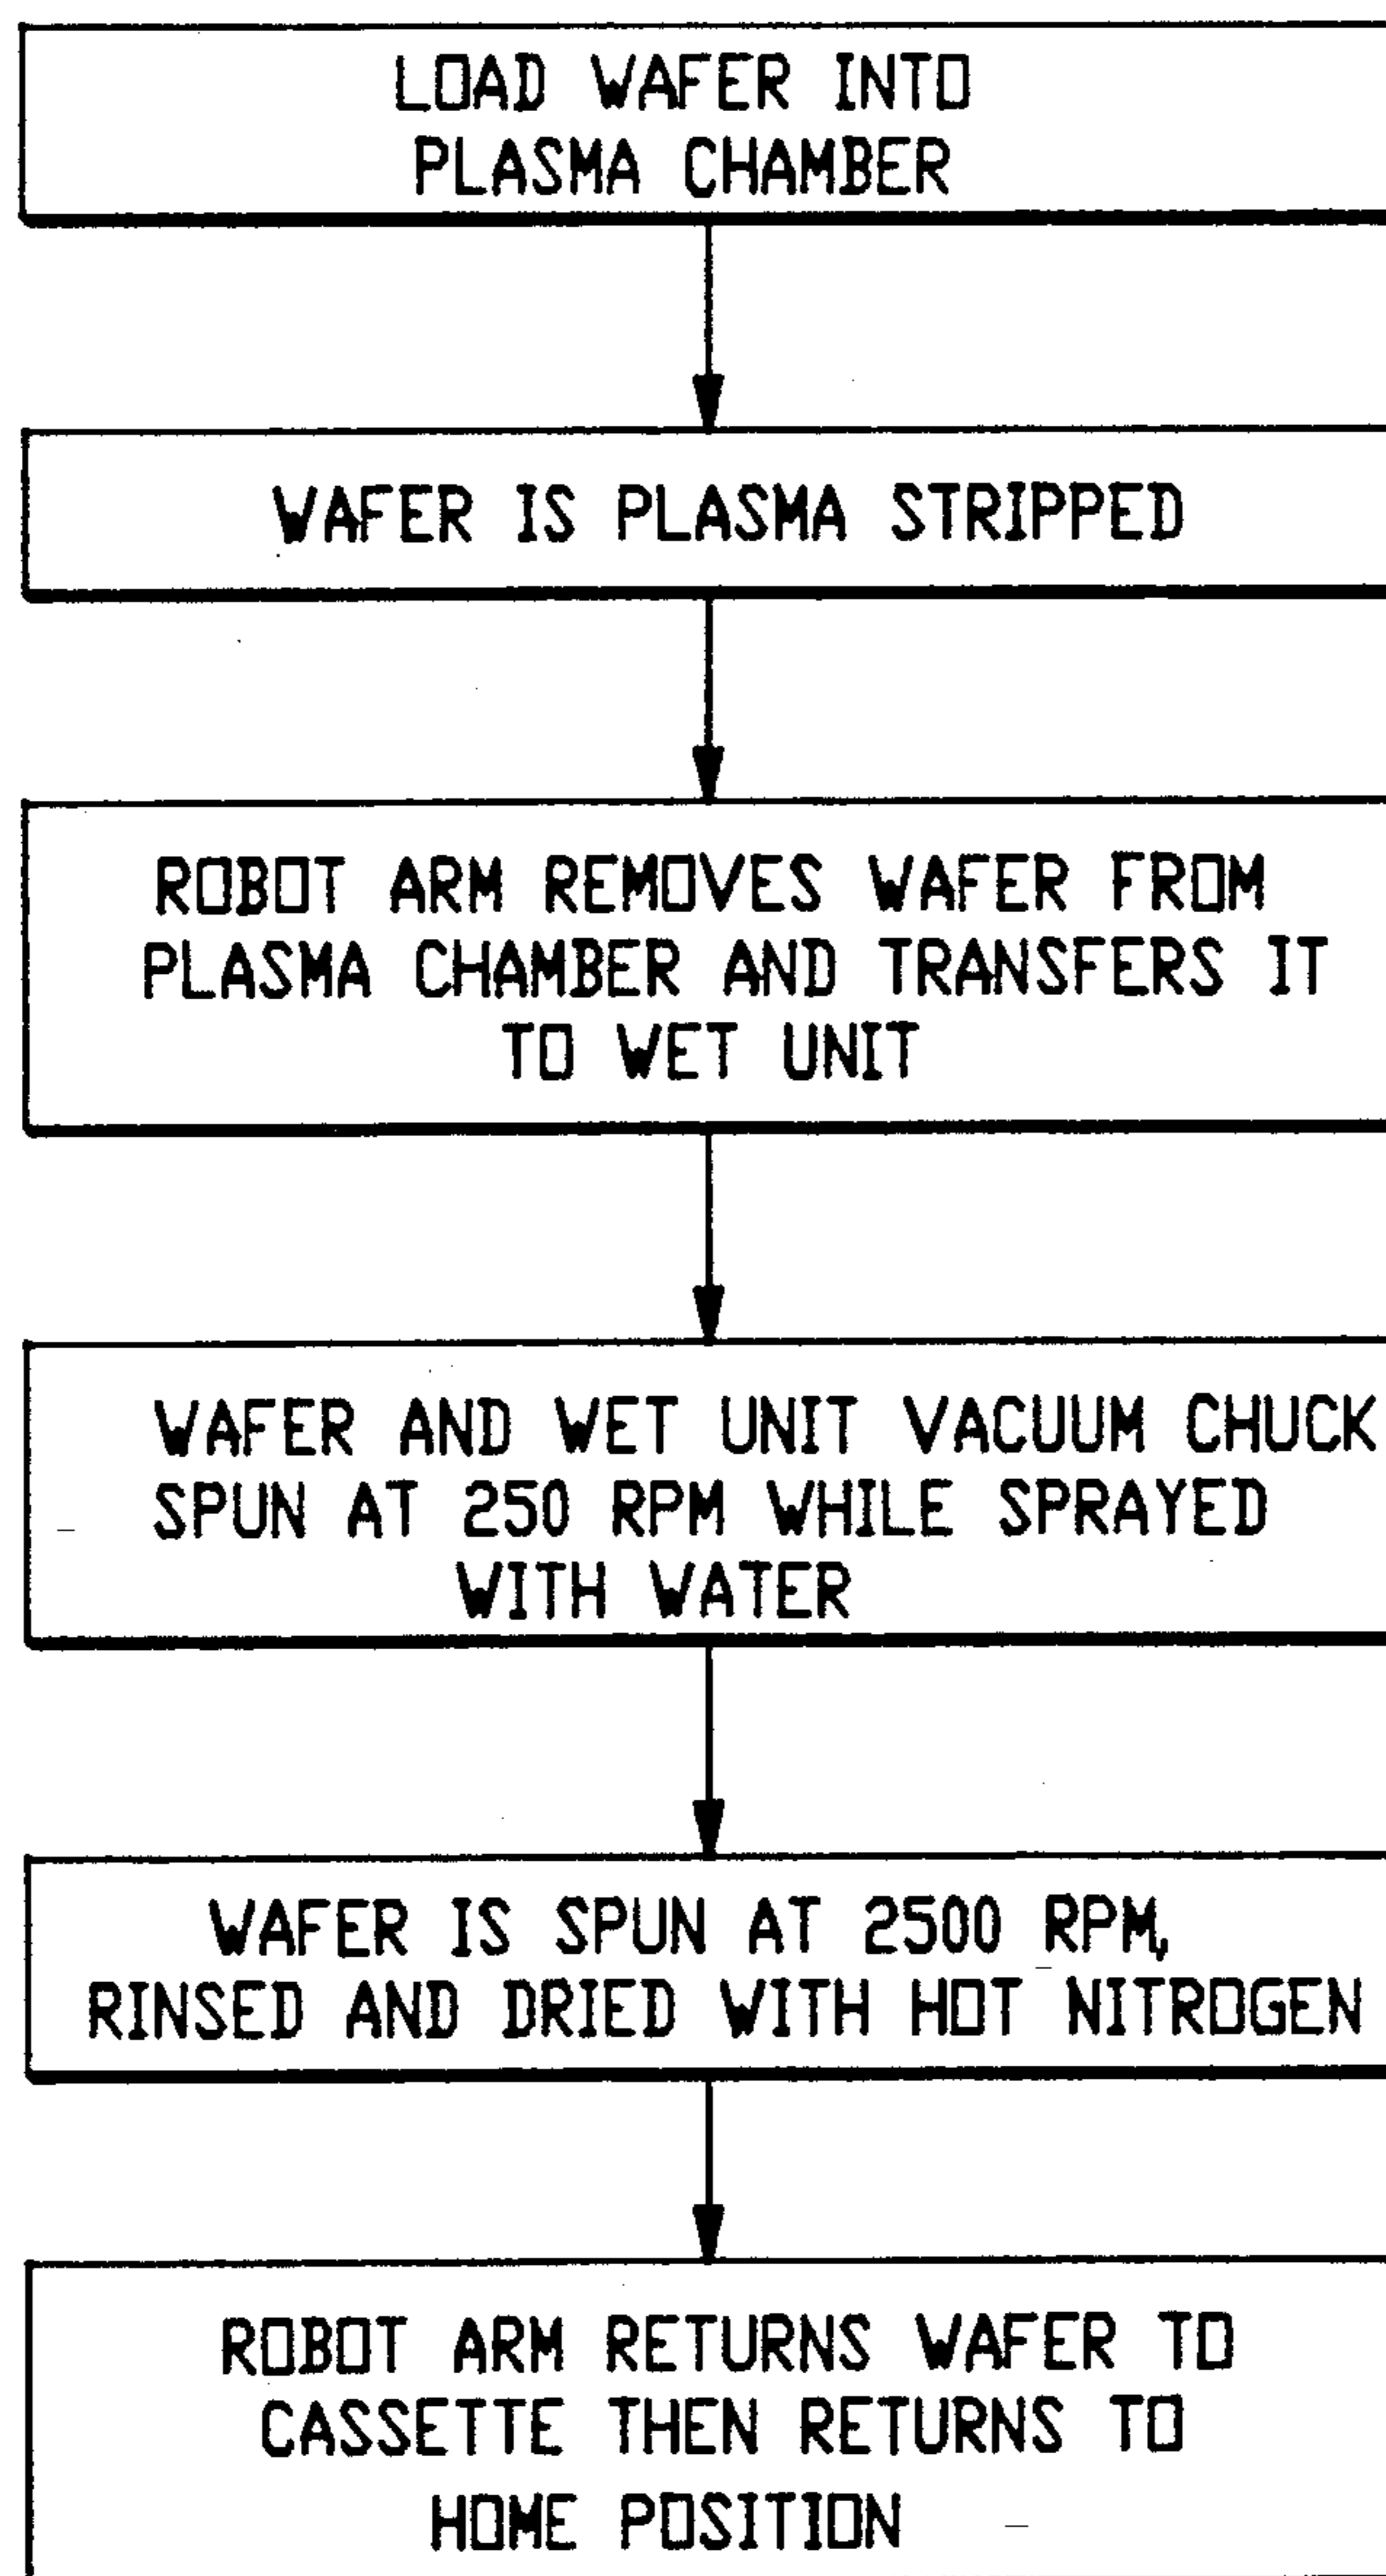 LOAD WAFER INTO
PLASMA CHAMBER
WAFER IS PLASMA STRIPPED
ROBOT ARM REMOVES WAFER FROM
PLASMA CHAMBER AND TRANSFERS IT
TO WET UNIT
WAFER AND WET UNIT VACUUM CHUCK
SPUN AT 250 RPM WHILE SPRAYED
WITH WATER
WAFER IS SPUN AT 2500 RPM,
RINSED AND DRIED WITH HOT NITROGEN
ROBOT ARM RETURNS WAFER TO
CASSETTE THEN RETURNS TO
HOME POSITION